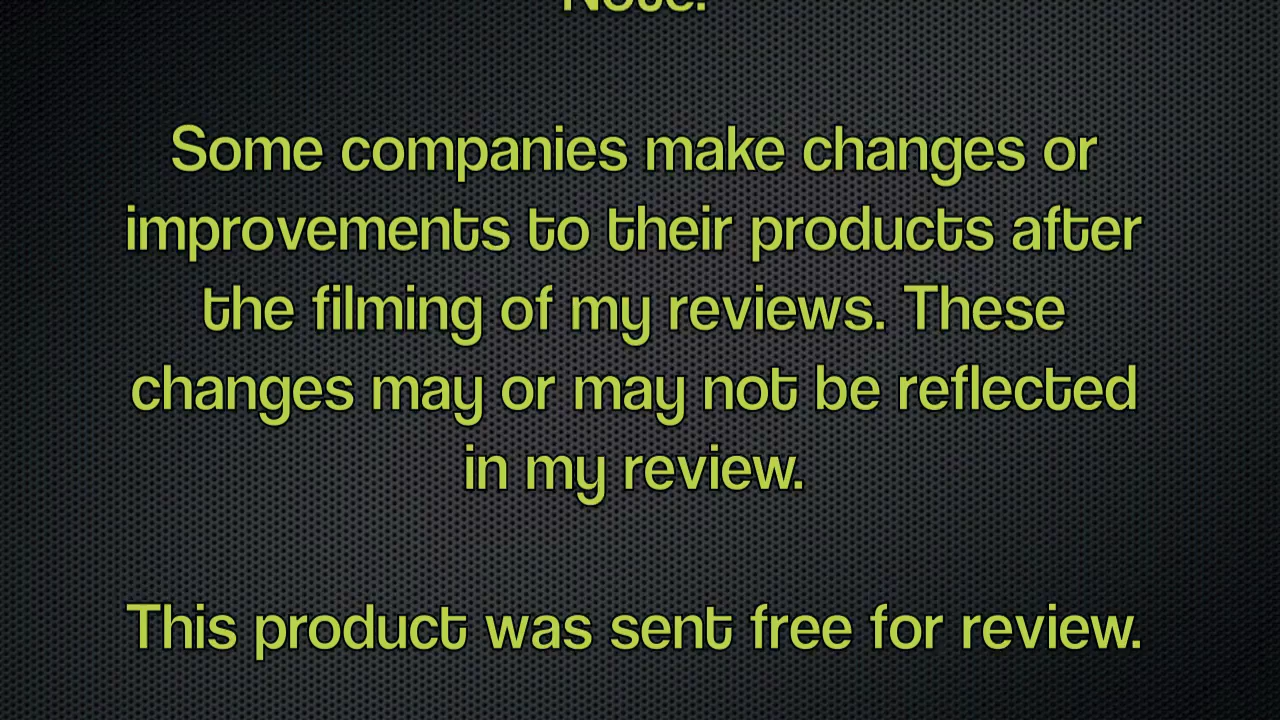 Note:
Some companies make changes or
improvements to their products after
the filming of my reviews. These
changes may or may not be reflected
in my review.
This product was sent free for review.